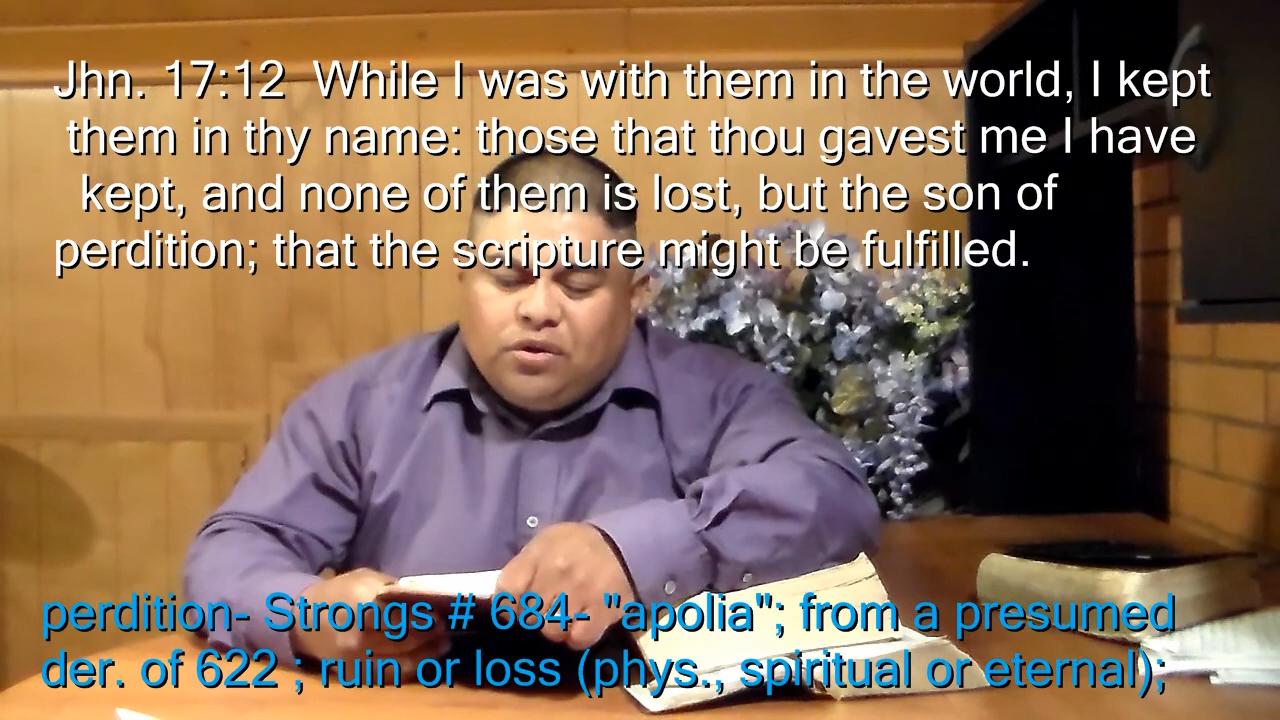 Jhn. 17:12 While I was with them in the world, I kept
them in thy name: those that thou gavest me I have
kept, and none of them is lost, but the son of
perdition; that the scripture might be fulfilled.
perdition- Strongs # 684- "apolia"; from a presumed
der. of 622 ; ruin or loss (phys., spiritual or eternal);